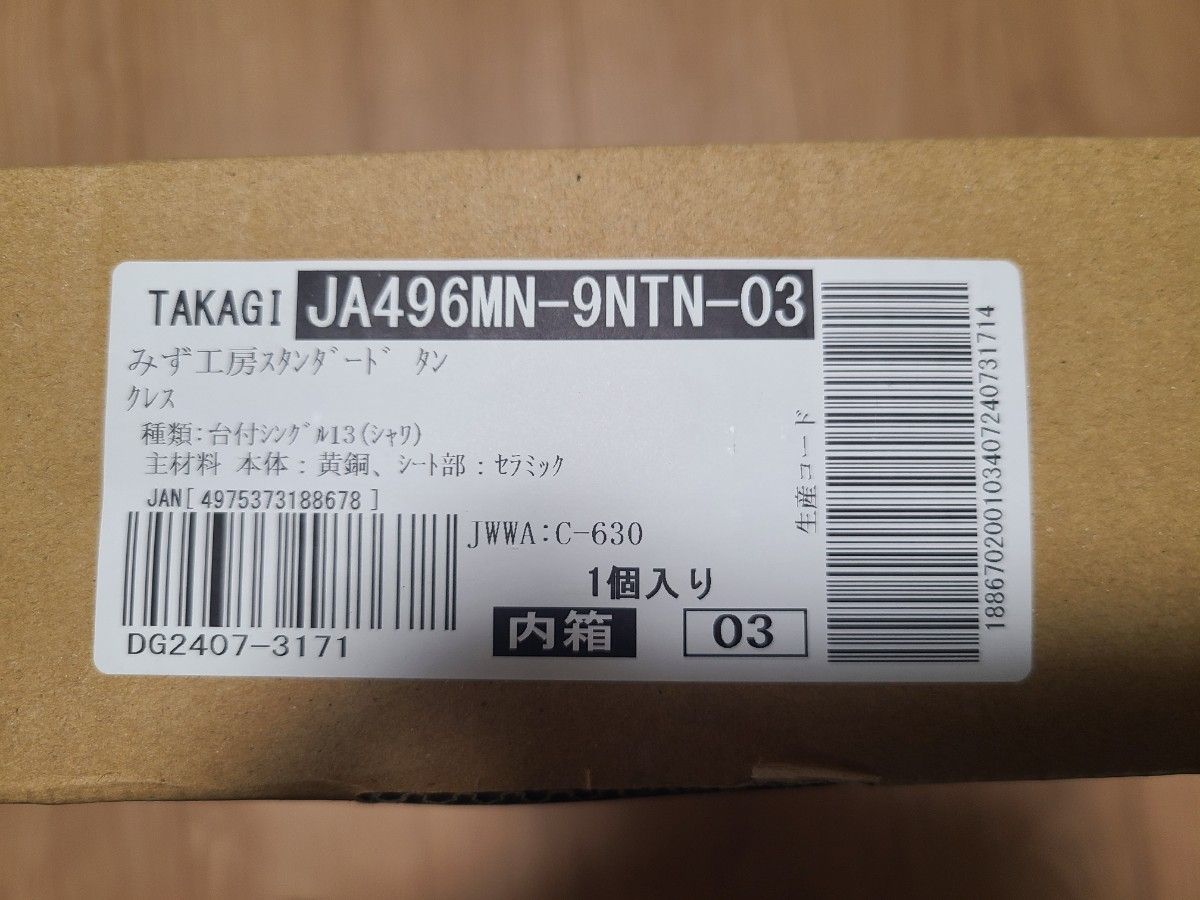 TAKAGI JA496MN-9NTN-03
みず工房ｽﾀﾝﾀﾞｰﾄﾞ ﾀﾝ
ｸﾚｽ
種類:台付ｼﾝｸﾞﾙ13(ｼｬﾜ)
主材料 本体:黄銅、ｼｰﾄ部:ｾﾗﾐｯｸ
JAN[4975373188678]
JWWA:C-630
1個入り
内箱 03
DG2407-3171
生産コード
18867020010340724073​1714